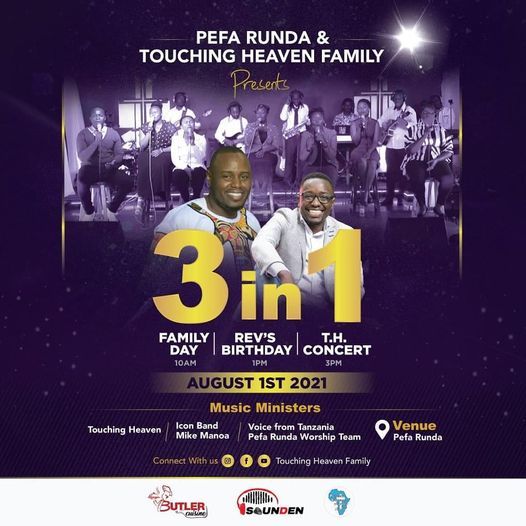 PEFA RUNDA &
TOUCHING HEAVEN FAMILY
Presents
3 in 1
FAMILY DAY
10AM
REV'S BIRTHDAY
1PM
T.H. CONCERT
3PM
AUGUST 1ST 2021
Music Ministers
Touching Heaven
Icon Band
Mike Manoa
Voice from Tanzania
Pefa Runda Worship Team
Venue
Pefa Runda
Connect With us
Touching Heaven Family
BUTLER
cuisine
SOUNDEN